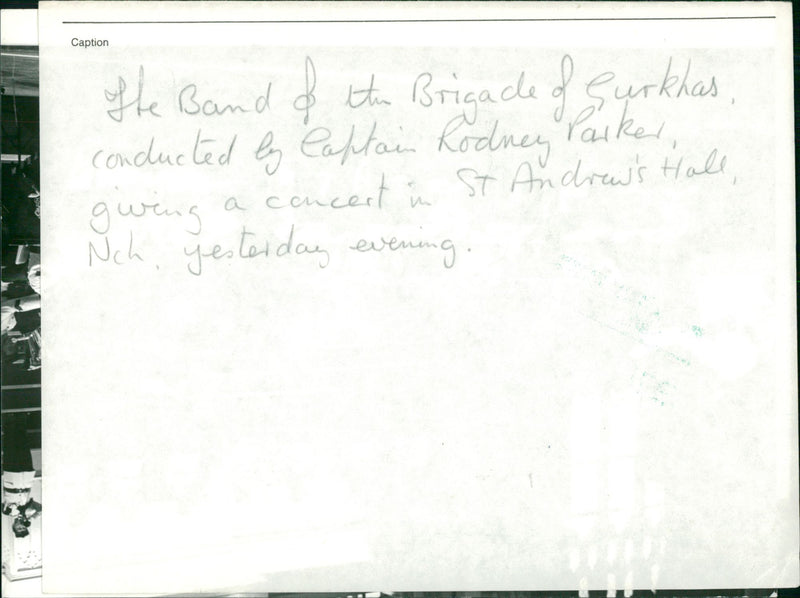 Caption
The Band of the Brigade of Gurkhas,
conducted by Captain Rodney Parker,
giving a concert in St Andrew's Hall,
Nch, yesterday evening.